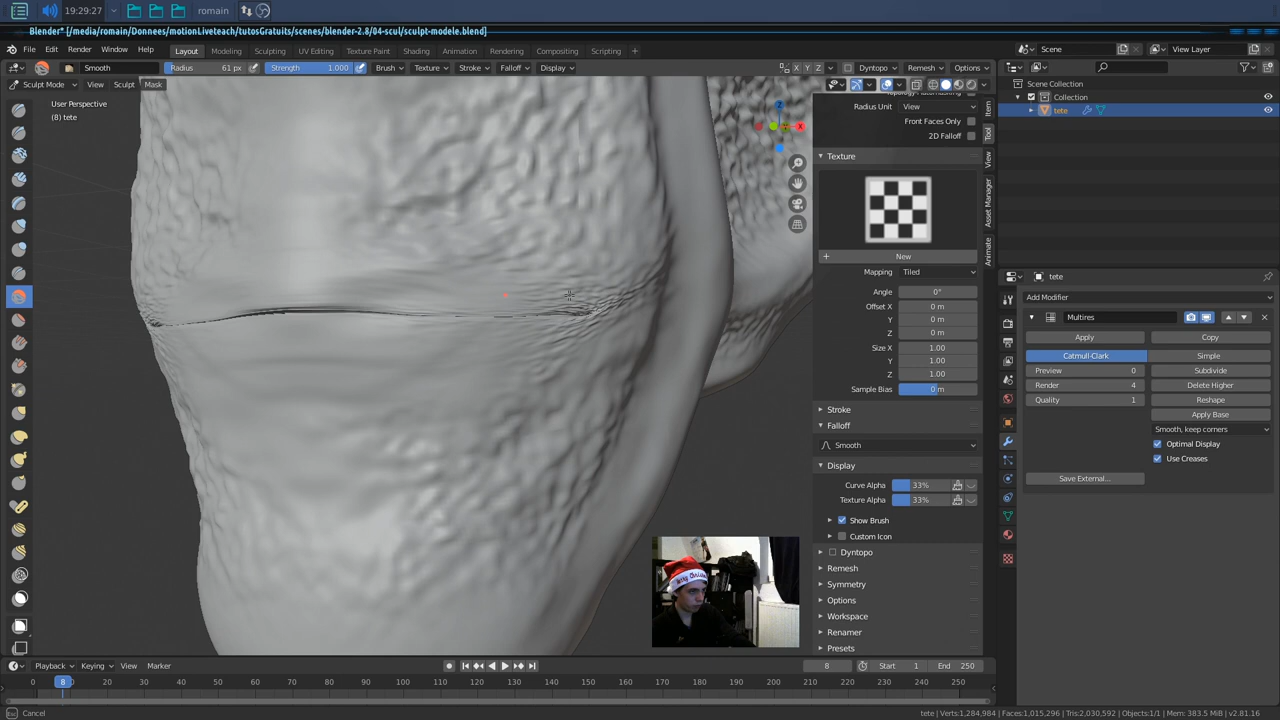 19:29:27 romain
Blender* [/media/romain/Donnees/motionLiveteach/tutosGratuits/scenes/blender-2.8/04-scul/sculpt-modele.blend]
File Edit Render Window Help Layout Modeling Sculpting UV Editing Texture Paint Shading Animation Rendering Compositing Scripting Scene View Layer
Smooth Radius 61 px Strength 1.000 Brush Texture Stroke Falloff Display X Y Z Dyntopo Remesh Options
Sculpt Mode View Sculpt Mask
User Perspective
(8) tete
Z
X
Scene Collection
Collection
tete
Item
Tool
View
Asset Manager
Animate
Radius Unit View
Front Faces Only
2D Falloff
Texture
New
Mapping Tiled
Angle 0°
Offset X 0 m
Y 0 m
Z 0 m
Size X 1.00
Y 1.00
Z 1.00
Sample Bias 0 m
Stroke
Falloff
Smooth
Display
Curve Alpha 33%
Texture Alpha 33%
Show Brush
Custom Icon
Dyntopo
Remesh
Symmetry
Options
Workspace
Renamer
Presets
tete
Add Modifier
Multires
Apply Copy
Catmull-Clark Simple
Preview 0 Subdivide
Render 4 Delete Higher
Quality 1 Reshape
Apply Base
Smooth, keep corners
Optimal Display
Use Creases
Save External...
Playback Keying View Marker 8 Start 1 End 250
8 10 20 30 40 50 60 70 80 90 100 110 120 130 140 150 160 170 180 190 200 210 220 230 240 250
Cancel tete | Verts:1,284,984 | Faces:1,015,296 | Tris:2,030,592 | Objects:1/1 | Mem: 383.5 MiB | v2.81.16